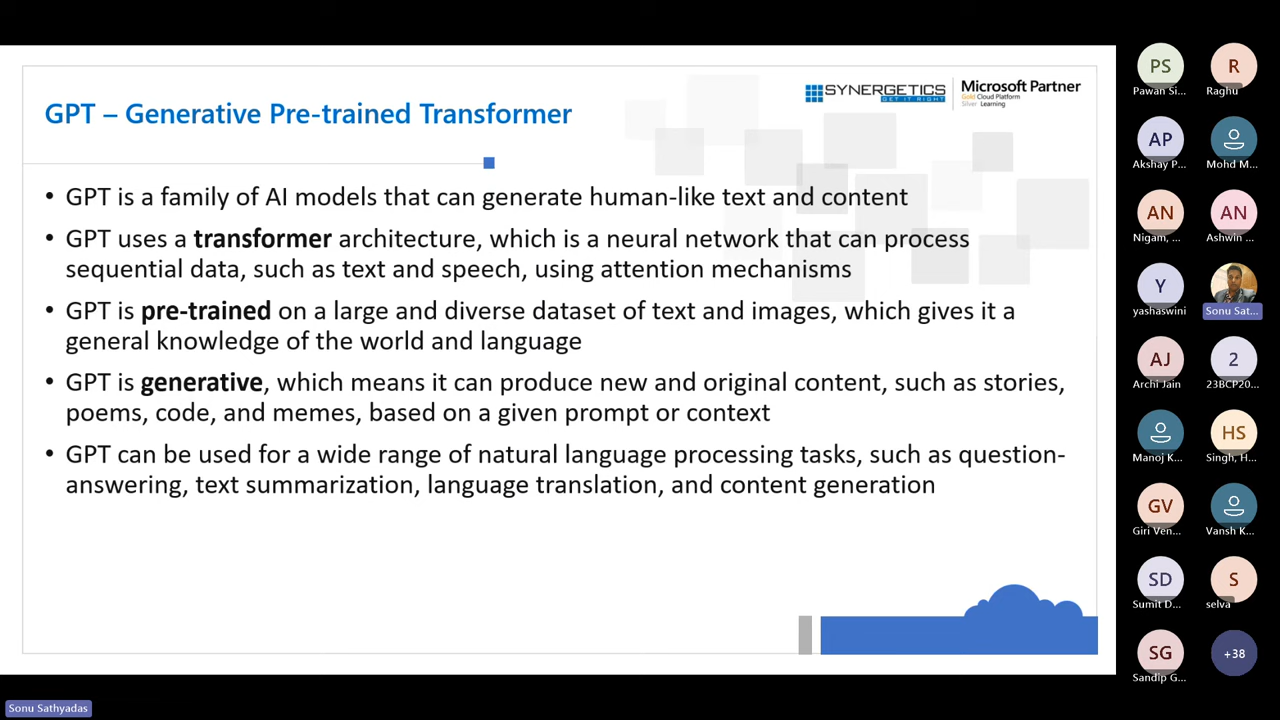 SYNERGETICS
GET IT RIGHT
Microsoft Partner
Gold Cloud Platform
Silver Learning
GPT – Generative Pre-trained Transformer
• GPT is a family of AI models that can generate human-like text and content
• GPT uses a transformer architecture, which is a neural network that can process
sequential data, such as text and speech, using attention mechanisms
• GPT is pre-trained on a large and diverse dataset of text and images, which gives it a
general knowledge of the world and language
• GPT is generative, which means it can produce new and original content, such as stories,
poems, code, and memes, based on a given prompt or context
• GPT can be used for a wide range of natural language processing tasks, such as question-
answering, text summarization, language translation, and content generation
PS
R
Pawan Si...
Raghu
AP
Akshay P...
Mohd M...
AN
AN
Nigam, ...
Ashwin ...
Y
yashaswini
Sonu Sat...
AJ
2
Archi Jain
23BCP20...
HS
Manoj K...
Singh, H...
GV
Giri Ven...
Vansh K...
SD
S
Sumit D...
selva
SG
+38
Sandip G...
Sonu Sathyadas